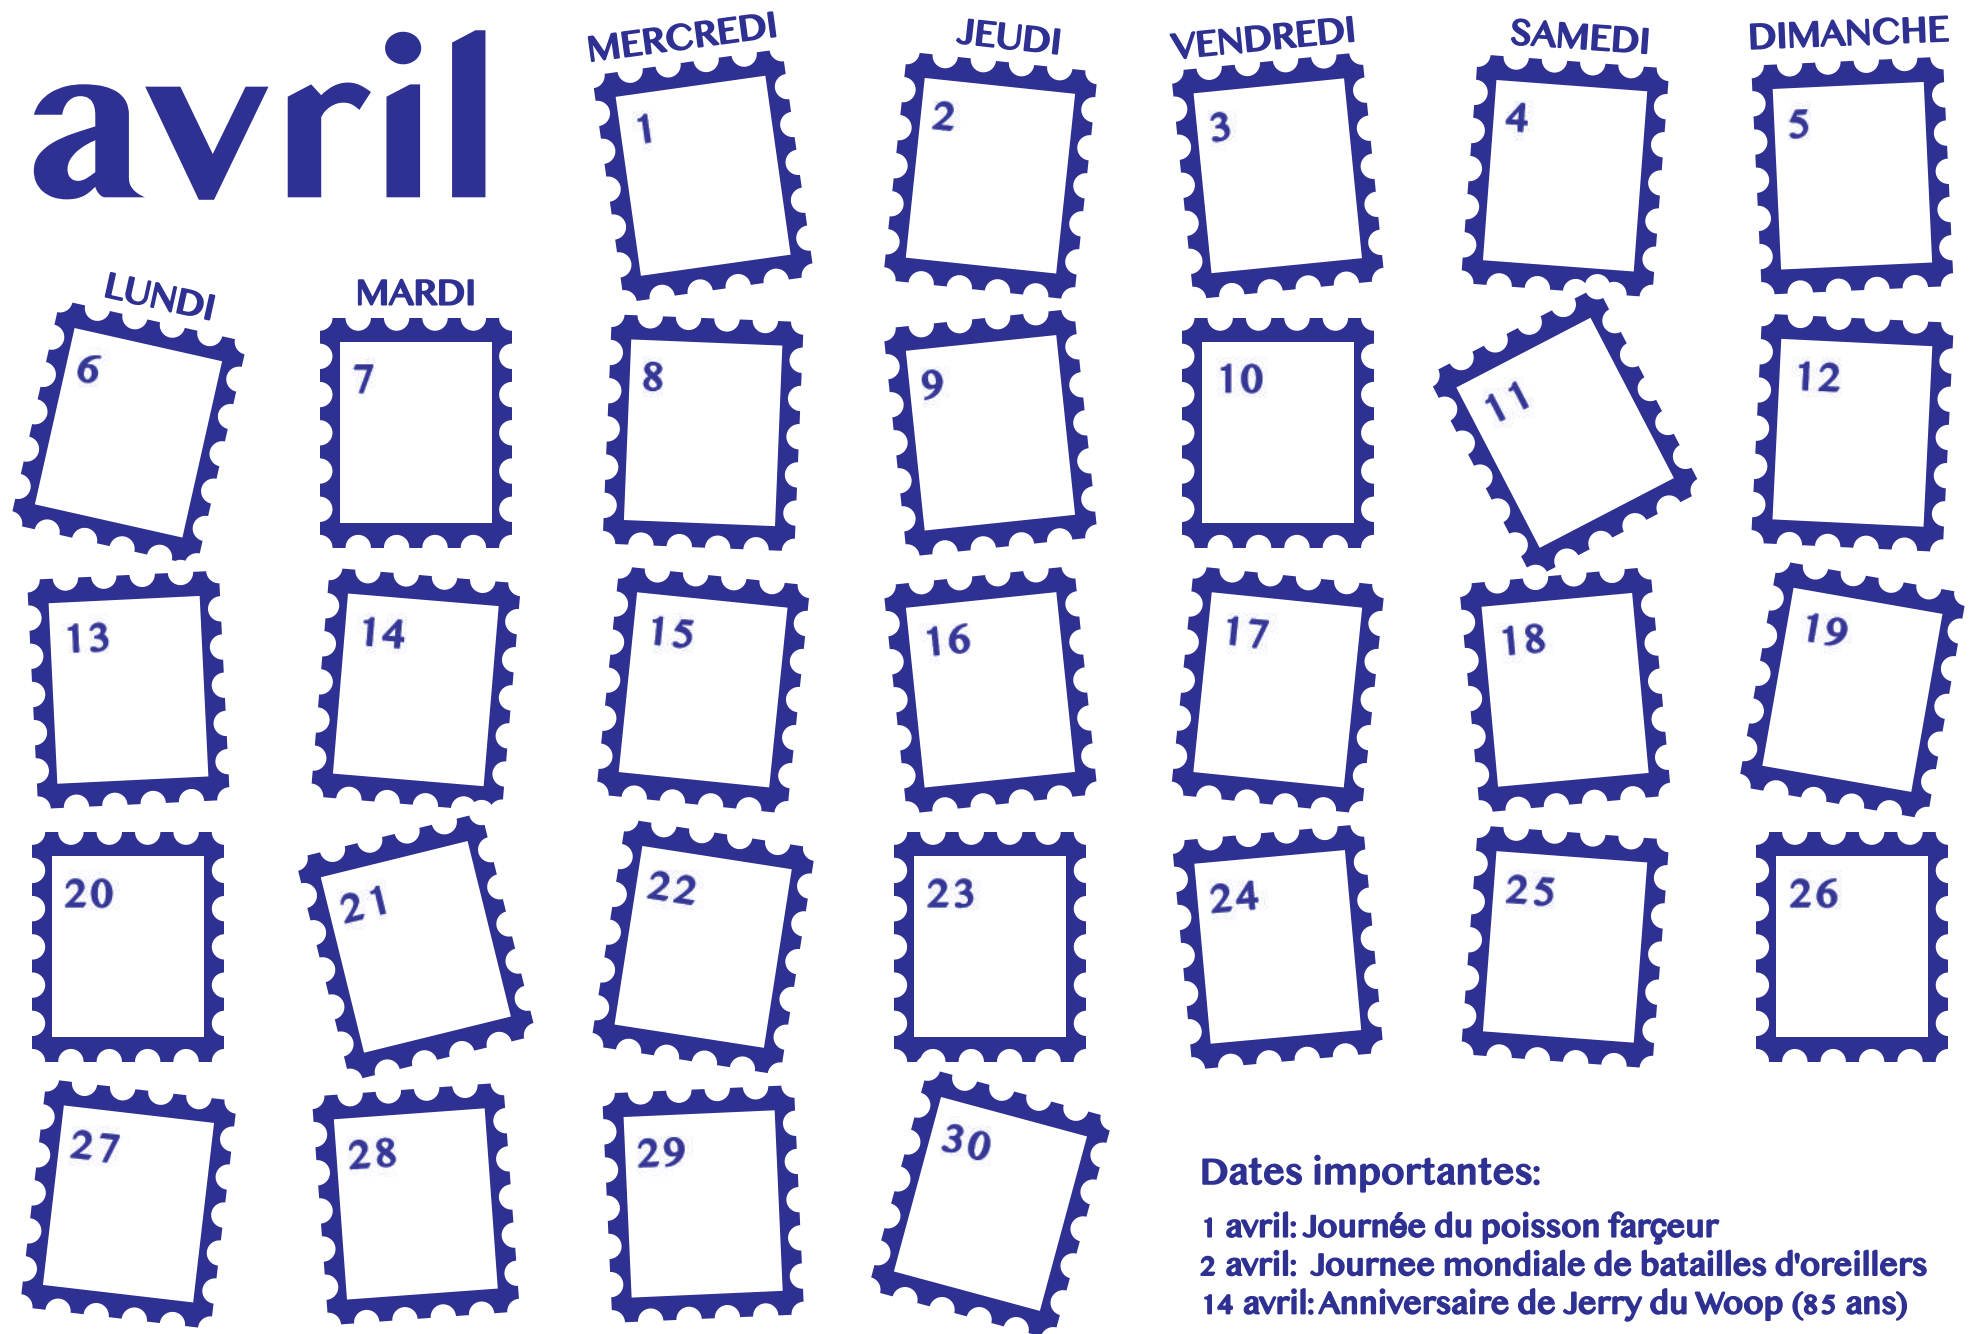 avril
MERCREDI JEUDI VENDREDI SAMEDI DIMANCHE
1 2 3 4 5
LUNDI MARDI
6 7 8 9 10 11 12
13 14 15 16 17 18 19
20 21 22 23 24 25 26
27 28 29 30
Dates importantes:
1 avril: Journée du poisson farçeur
2 avril: Journee mondiale de batailles d'oreillers
14 avril: Anniversaire de Jerry du Woop (85 ans)